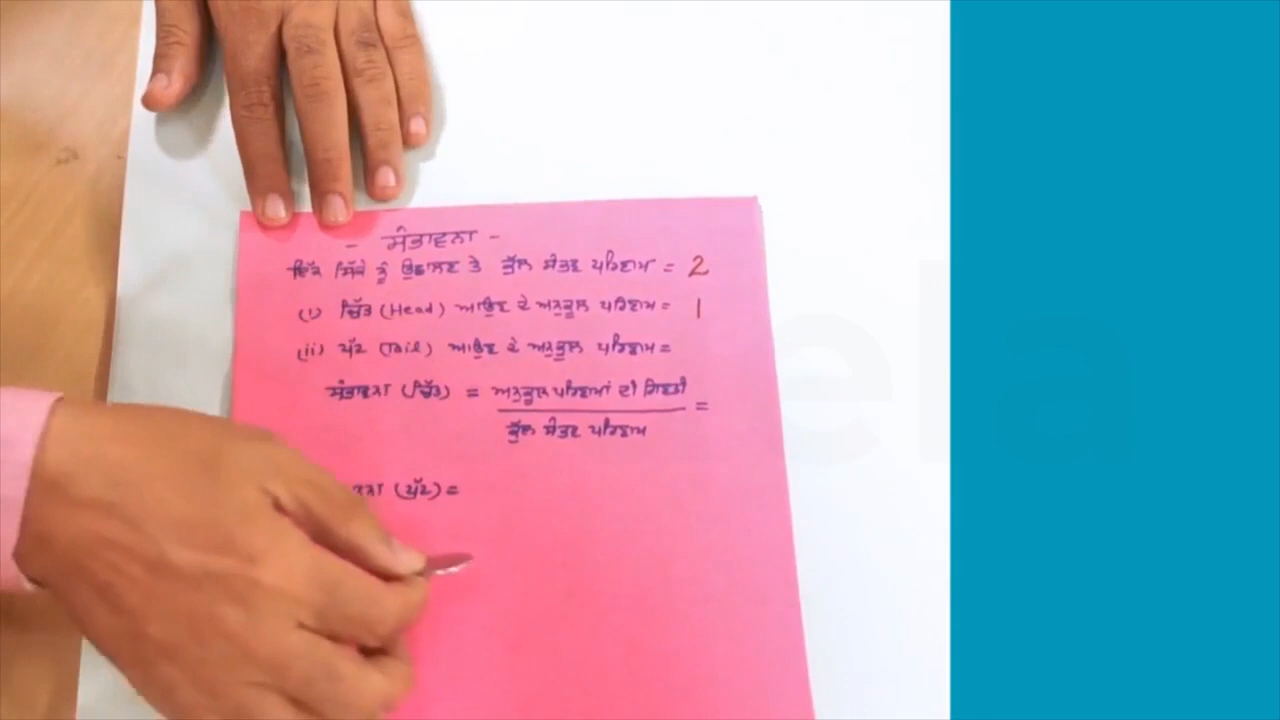 - ਸੰਭਾਵਨਾ -
ਇੱਕ ਸਿੱਕੇ ਨੂੰ ਉਛਾਲਣ ਤੇ ਕੁੱਲ ਸੰਭਵ ਪਰਿਣਾਮ = 2
(i) ਚਿੱਤ (Head) ਆਉਣ ਦੇ ਅਨੁਕੂਲ ਪਰਿਣਾਮ = 1
(ii) ਪੱਟ (Tail) ਆਉਣ ਦੇ ਅਨੁਕੂਲ ਪਰਿਣਾਮ =
ਸੰਭਾਵਨਾ (ਚਿੱਤ) = ਅਨੁਕੂਲ ਪਰਿਣਾਮਾਂ ਦੀ ਗਿਣਤੀ =
ਕੁੱਲ ਸੰਭਵ ਪਰਿਣਾਮ
(ਪੱਟ) =